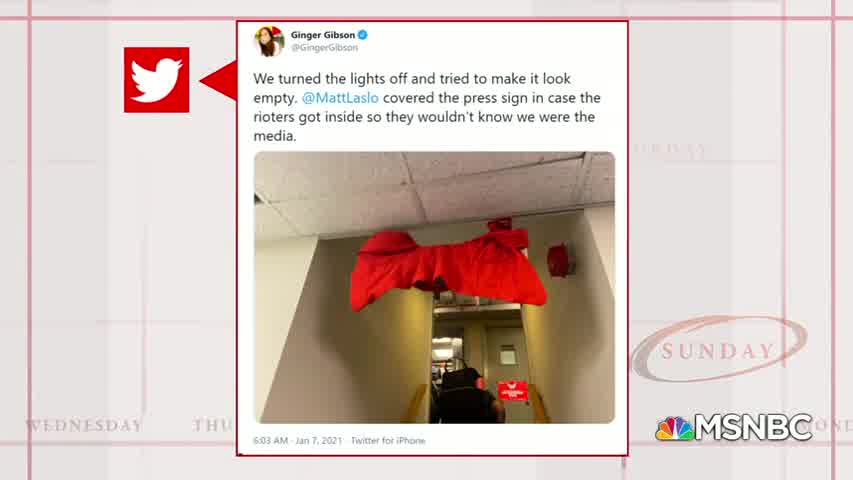 Ginger Gibson
@GingerGibson
We turned the lights off and tried to make it look
empty. @MattLaslo covered the press sign in case the
rioters got inside so they wouldn't know we were the
media.
6:03 AM · Jan 7, 2021 · Twitter for iPhone
SUNDAY
WEDNESDAY
THU
MSNBC